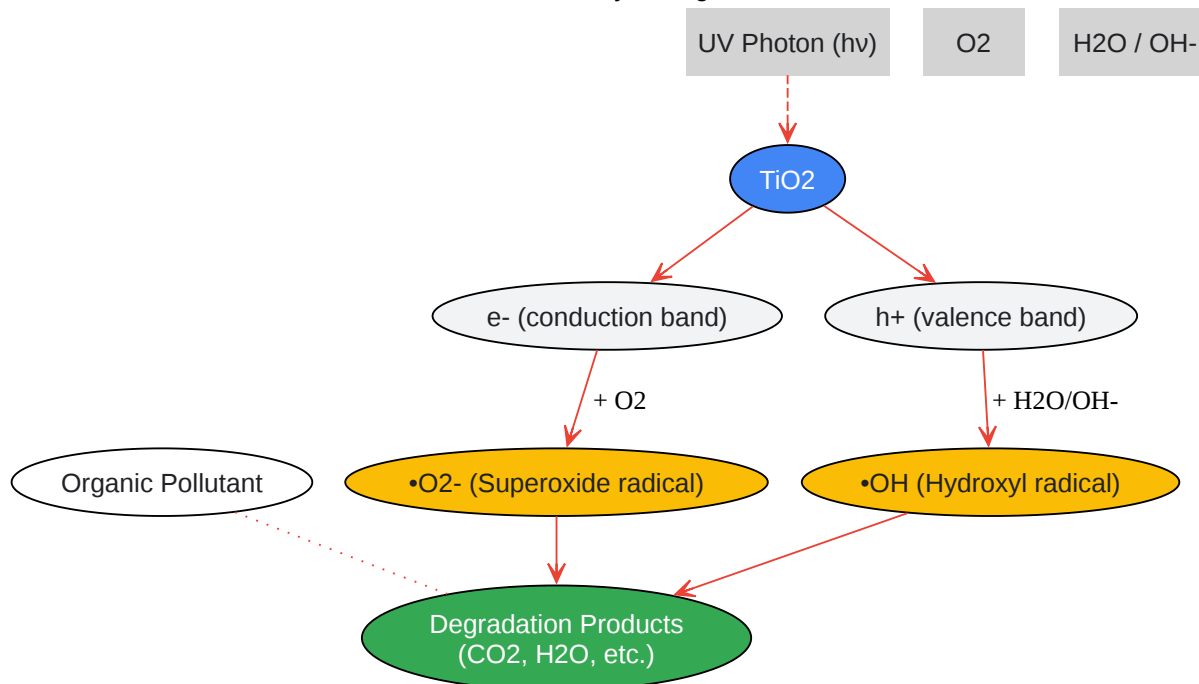 UV Photon (hν)
O2
H2O / OH-
TiO2
e- (conduction band)
h+ (valence band)
+ O2
+ H2O/OH-
Organic Pollutant
•O2- (Superoxide radical)
•OH (Hydroxyl radical)
Degradation Products
(CO2, H2O, etc.)